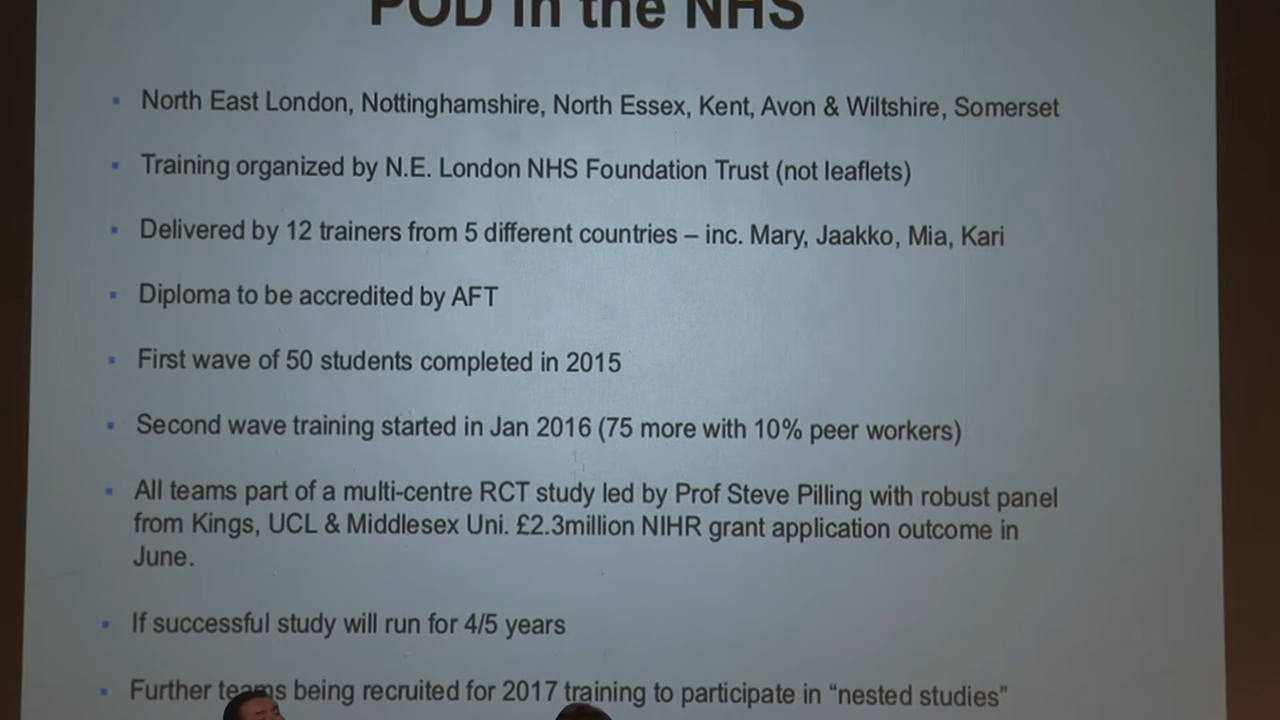 POD in the NHS
North East London, Nottinghamshire, North Essex, Kent, Avon & Wiltshire, Somerset
Training organized by N.E. London NHS Foundation Trust (not leaflets)
Delivered by 12 trainers from 5 different countries – inc. Mary, Jaakko, Mia, Kari
Diploma to be accredited by AFT
First wave of 50 students completed in 2015
Second wave training started in Jan 2016 (75 more with 10% peer workers)
All teams part of a multi-centre RCT study led by Prof Steve Pilling with robust panel
from Kings, UCL & Middlesex Uni. £2.3million NIHR grant application outcome in
June.
If successful study will run for 4/5 years
Further teams being recruited for 2017 training to participate in “nested studies”